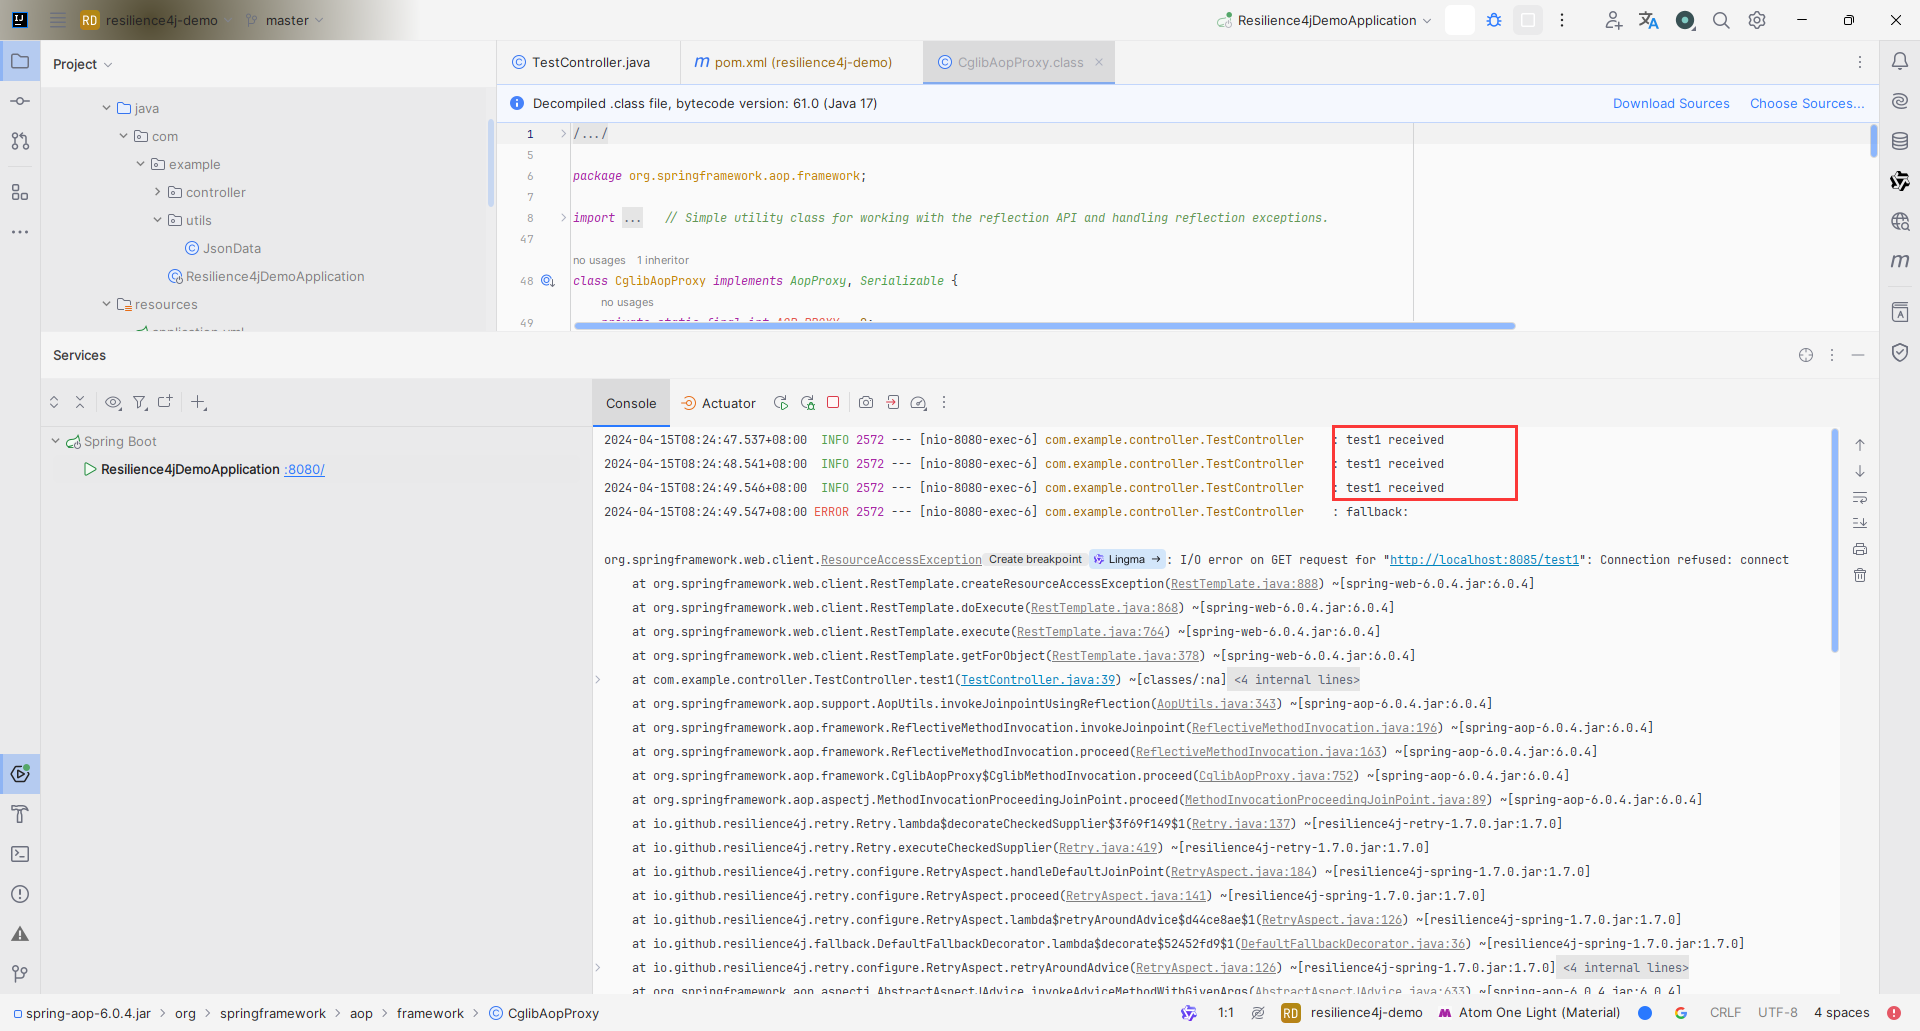 RD resilience4j-demo master Resilience4jDemoApplication
Project
java
com
example
controller
utils
JsonData
Resilience4jDemoApplication
resources
TestController.java pom.xml (resilience4j-demo) CglibAopProxy.class
Decompiled .class file, bytecode version: 61.0 (Java 17) Download Sources Choose Sources...
1 /.../
5
6 package org.springframework.aop.framework;
7
8 import ... // Simple utility class for working with the reflection API and handling reflection exceptions.
47
no usages 1 inheritor
48 class CglibAopProxy implements AopProxy, Serializable {
no usages
49
Services
Console Actuator
Spring Boot
Resilience4jDemoApplication :8080/
2024-04-15T08:24:47.537+08:00 INFO 2572 --- [nio-8080-exec-6] com.example.controller.TestController : test1 received
2024-04-15T08:24:48.541+08:00 INFO 2572 --- [nio-8080-exec-6] com.example.controller.TestController : test1 received
2024-04-15T08:24:49.546+08:00 INFO 2572 --- [nio-8080-exec-6] com.example.controller.TestController : test1 received
2024-04-15T08:24:49.547+08:00 ERROR 2572 --- [nio-8080-exec-6] com.example.controller.TestController : fallback:
org.springframework.web.client.ResourceAccessException Create breakpoint Lingma → : I/O error on GET request for "http://localhost:8085/test1": Connection refused: connect
at org.springframework.web.client.RestTemplate.createResourceAccessException(RestTemplate.java:888) ~[spring-web-6.0.4.jar:6.0.4]
at org.springframework.web.client.RestTemplate.doExecute(RestTemplate.java:868) ~[spring-web-6.0.4.jar:6.0.4]
at org.springframework.web.client.RestTemplate.execute(RestTemplate.java:764) ~[spring-web-6.0.4.jar:6.0.4]
at org.springframework.web.client.RestTemplate.getForObject(RestTemplate.java:378) ~[spring-web-6.0.4.jar:6.0.4]
at com.example.controller.TestController.test1(TestController.java:39) ~[classes/:na] <4 internal lines>
at org.springframework.aop.support.AopUtils.invokeJoinpointUsingReflection(AopUtils.java:343) ~[spring-aop-6.0.4.jar:6.0.4]
at org.springframework.aop.framework.ReflectiveMethodInvocation.invokeJoinpoint(ReflectiveMethodInvocation.java:196) ~[spring-aop-6.0.4.jar:6.0.4]
at org.springframework.aop.framework.ReflectiveMethodInvocation.proceed(ReflectiveMethodInvocation.java:163) ~[spring-aop-6.0.4.jar:6.0.4]
at org.springframework.aop.framework.CglibAopProxy$CglibMethodInvocation.proceed(CglibAopProxy.java:752) ~[spring-aop-6.0.4.jar:6.0.4]
at org.springframework.aop.aspectj.MethodInvocationProceedingJoinPoint.proceed(MethodInvocationProceedingJoinPoint.java:89) ~[spring-aop-6.0.4.jar:6.0.4]
at io.github.resilience4j.retry.Retry.lambda$decorateCheckedSupplier$3f69f149$1(Retry.java:137) ~[resilience4j-retry-1.7.0.jar:1.7.0]
at io.github.resilience4j.retry.Retry.executeCheckedSupplier(Retry.java:419) ~[resilience4j-retry-1.7.0.jar:1.7.0]
at io.github.resilience4j.retry.configure.RetryAspect.handleDefaultJoinPoint(RetryAspect.java:184) ~[resilience4j-spring-1.7.0.jar:1.7.0]
at io.github.resilience4j.retry.configure.RetryAspect.proceed(RetryAspect.java:141) ~[resilience4j-spring-1.7.0.jar:1.7.0]
at io.github.resilience4j.retry.configure.RetryAspect.lambda$retryAroundAdvice$d44ce8ae$1(RetryAspect.java:126) ~[resilience4j-spring-1.7.0.jar:1.7.0]
at io.github.resilience4j.fallback.DefaultFallbackDecorator.lambda$decorate$52452fd9$1(DefaultFallbackDecorator.java:36) ~[resilience4j-spring-1.7.0.jar:1.7.0]
at io.github.resilience4j.retry.configure.RetryAspect.retryAroundAdvice(RetryAspect.java:126) ~[resilience4j-spring-1.7.0.jar:1.7.0] <4 internal lines>
at org.springframework.aop.aspectj.AbstractAspectJAdvice.invokeAdviceMethodWithGivenArgs(AbstractAspectJAdvice.java:633) ~[spring-aop-6.0.4.jar:6.0.4]
spring-aop-6.0.4.jar > org > springframework > aop > framework > CglibAopProxy 1:1 RD resilience4j-demo Atom One Light (Material) CRLF UTF-8 4 spaces